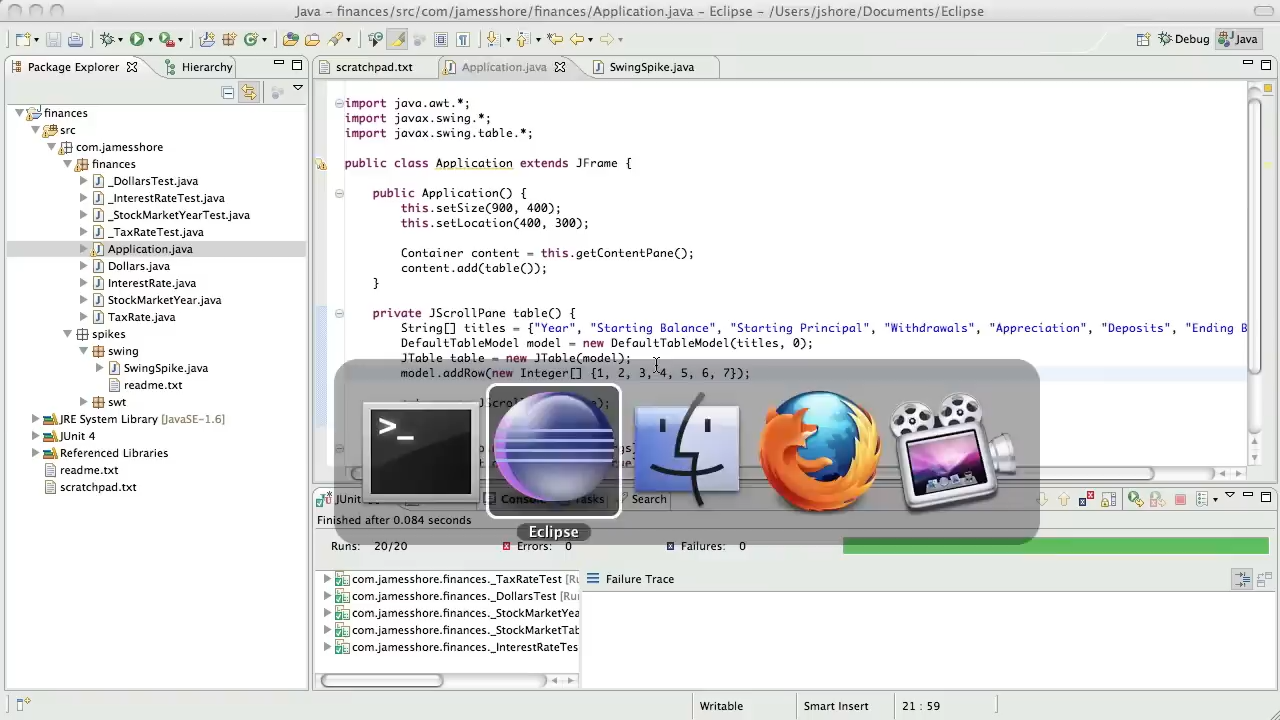 Java - finances/src/com/jamesshore/finances/Application.java - Eclipse - /Users/jshore/Documents/Eclipse
Debug
Java
Package Explorer
Hierarchy
scratchpad.txt
Application.java
SwingSpike.java
finances
src
com.jamesshore
finances
_DollarsTest.java
_InterestRateTest.java
_StockMarketYearTest.java
_TaxRateTest.java
Application.java
Dollars.java
InterestRate.java
StockMarketYear.java
TaxRate.java
spikes
swing
SwingSpike.java
readme.txt
swt
JRE System Library [JavaSE-1.6]
JUnit 4
Referenced Libraries
readme.txt
scratchpad.txt
import java.awt.*;
import javax.swing.*;
import javax.swing.table.*;
public class Application extends JFrame {
public Application() {
this.setSize(900, 400);
this.setLocation(400, 300);
Container content = this.getContentPane();
content.add(table());
}
private JScrollPane table() {
String[] titles = {"Year", "Starting Balance", "Starting Principal", "Withdrawals", "Appreciation", "Deposits", "Ending B
DefaultTableModel model = new DefaultTableModel(titles, 0);
JTable table = new JTable(model);
model.addRow(new Integer[] {1, 2, 3, 4, 5, 6, 7});
>_
Eclipse
JUnit
Tasks
Search
Finished after 0.084 seconds
Runs: 20/20
Errors: 0
Failures: 0
com.jamesshore.finances._TaxRateTest [Ru
com.jamesshore.finances._DollarsTest [Run
com.jamesshore.finances._StockMarketYea
com.jamesshore.finances._StockMarketTab
com.jamesshore.finances._InterestRateTes
Failure Trace
Writable
Smart Insert
21 : 59